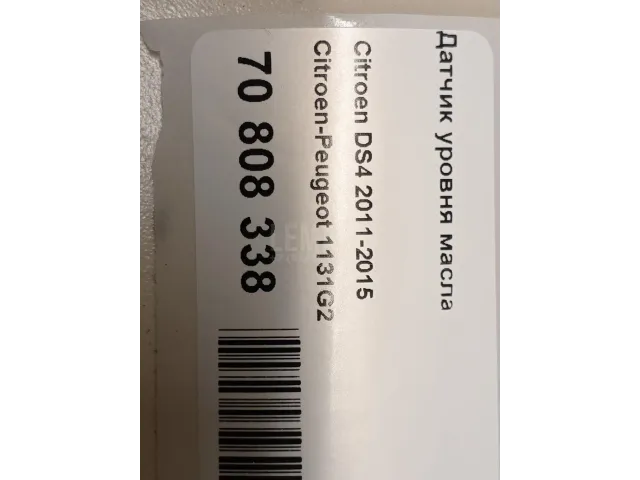 Датчик уровня масла
Citroen DS4 2011-2015
Citroen-Peugeot 1131G2
70 808 338